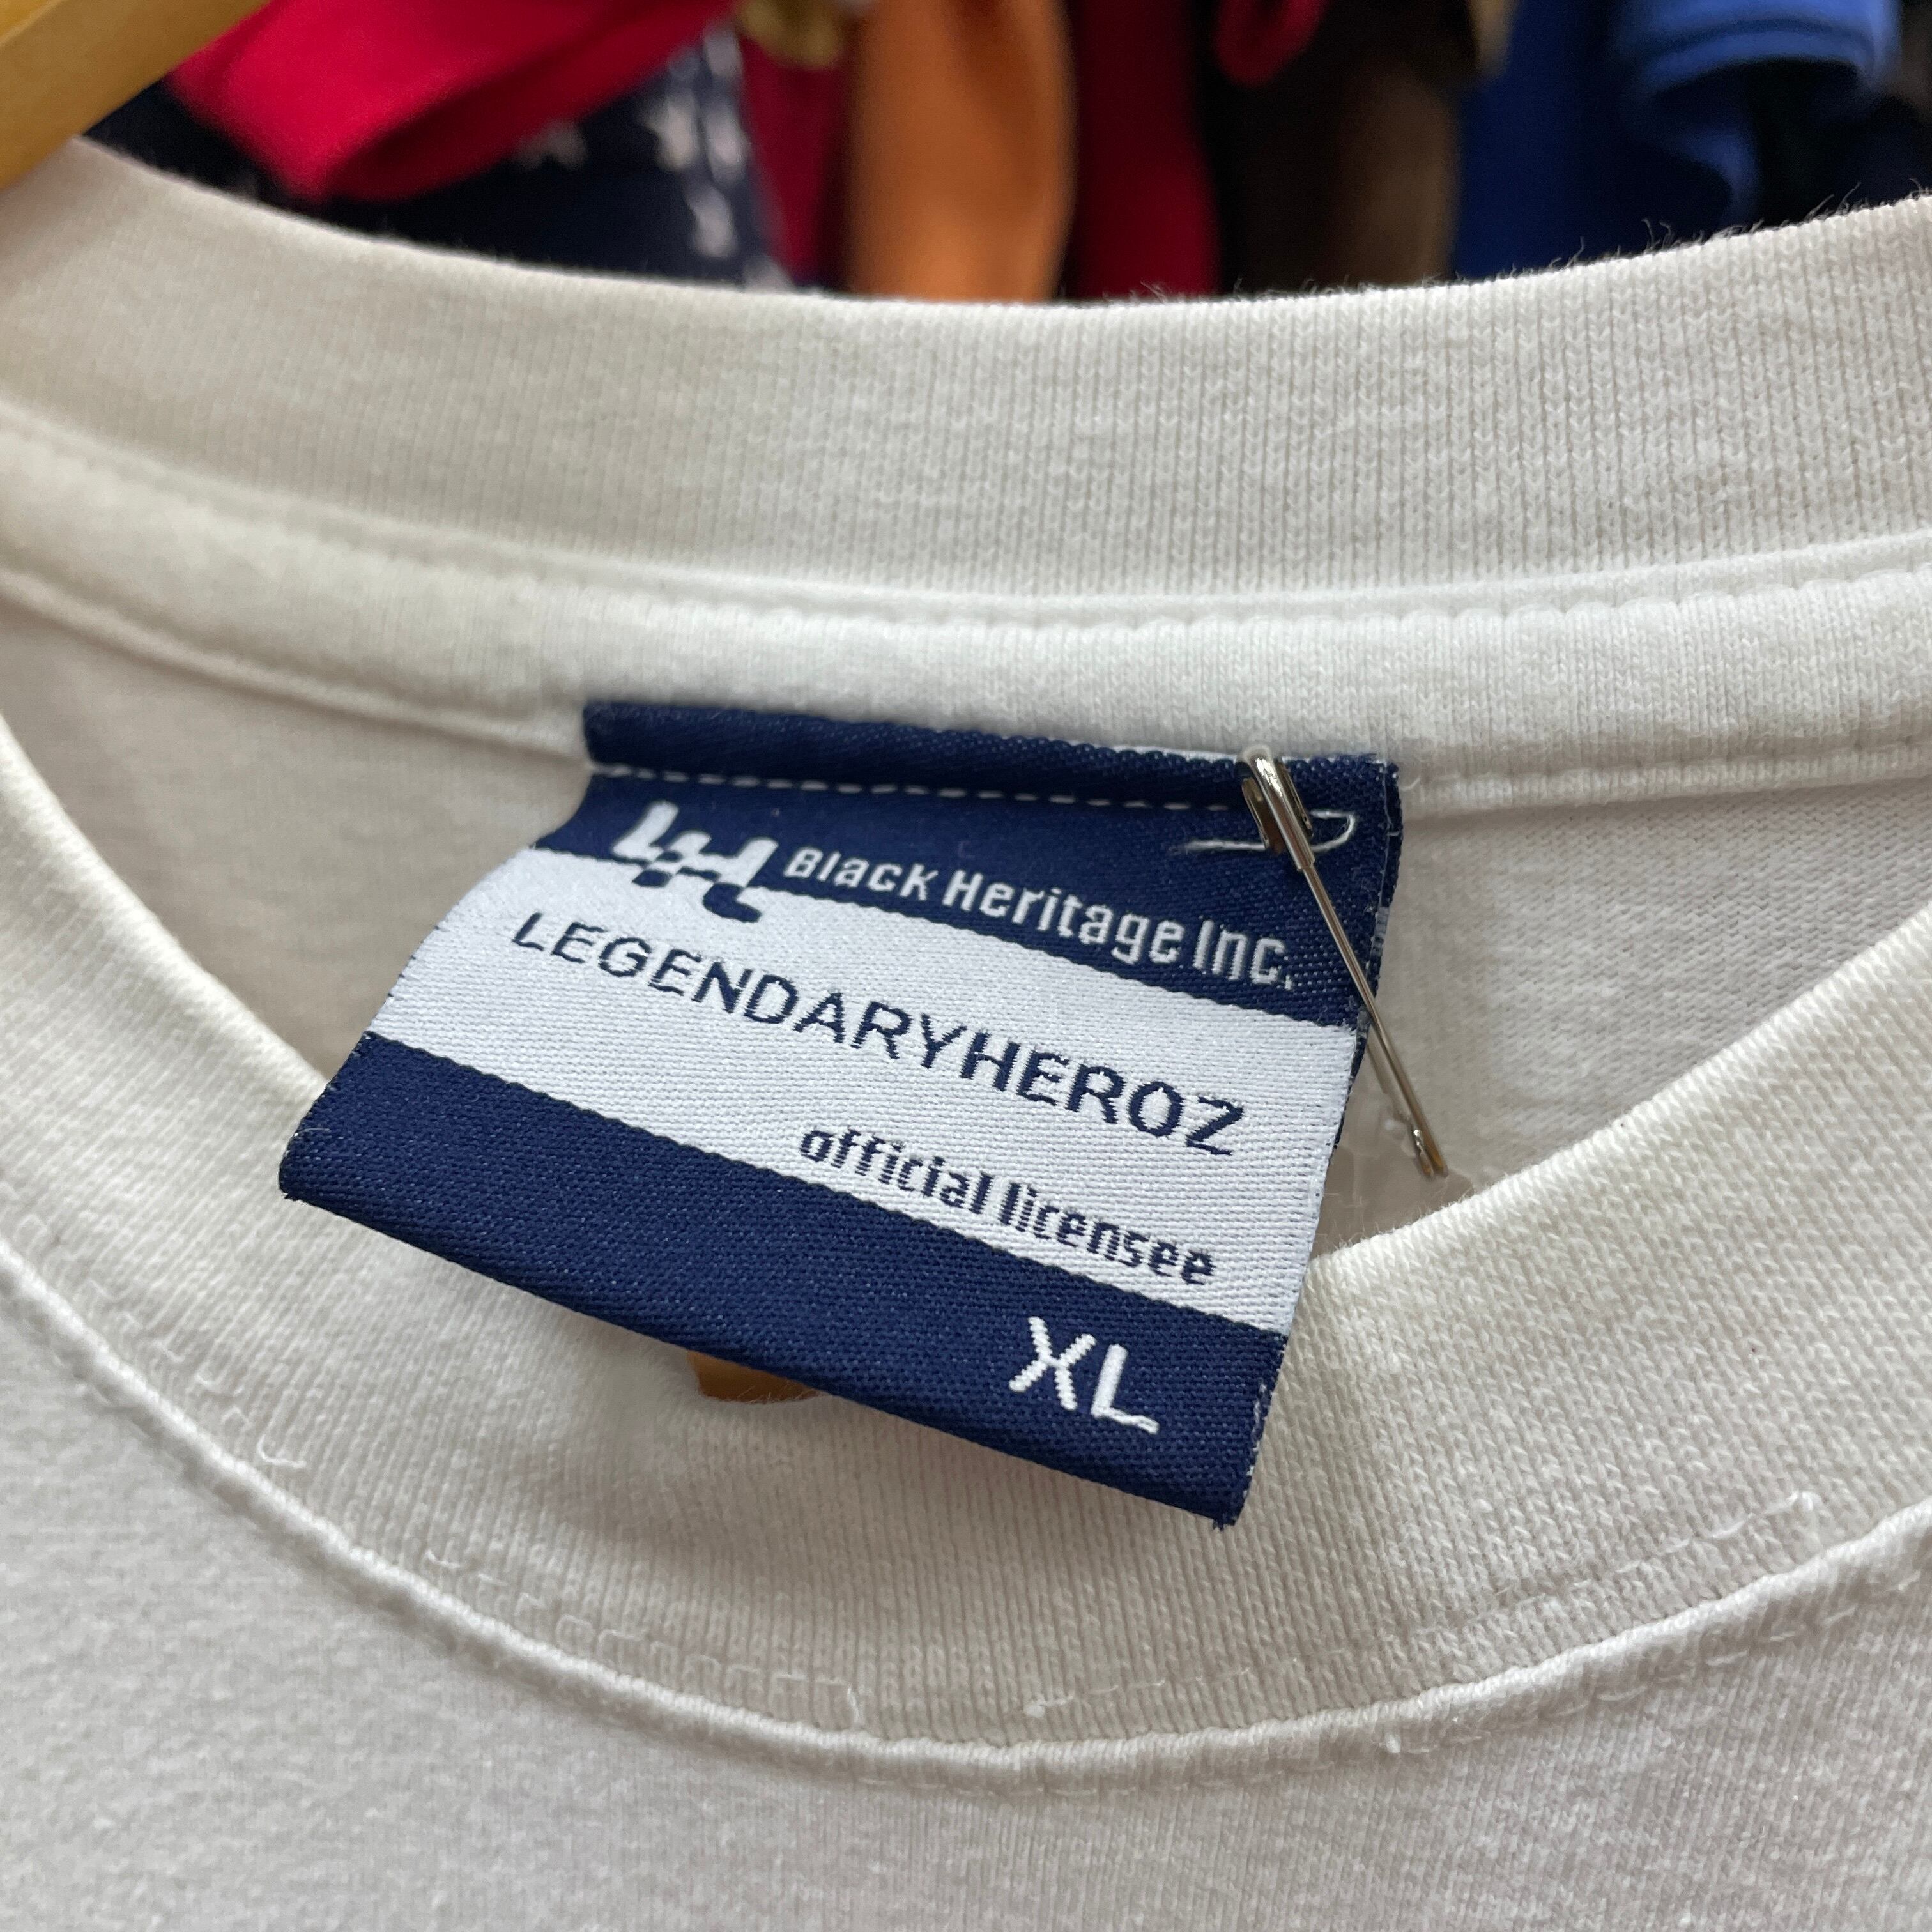 Black Heritage Inc.
LEGENDARYHEROZ
official licensee
XL